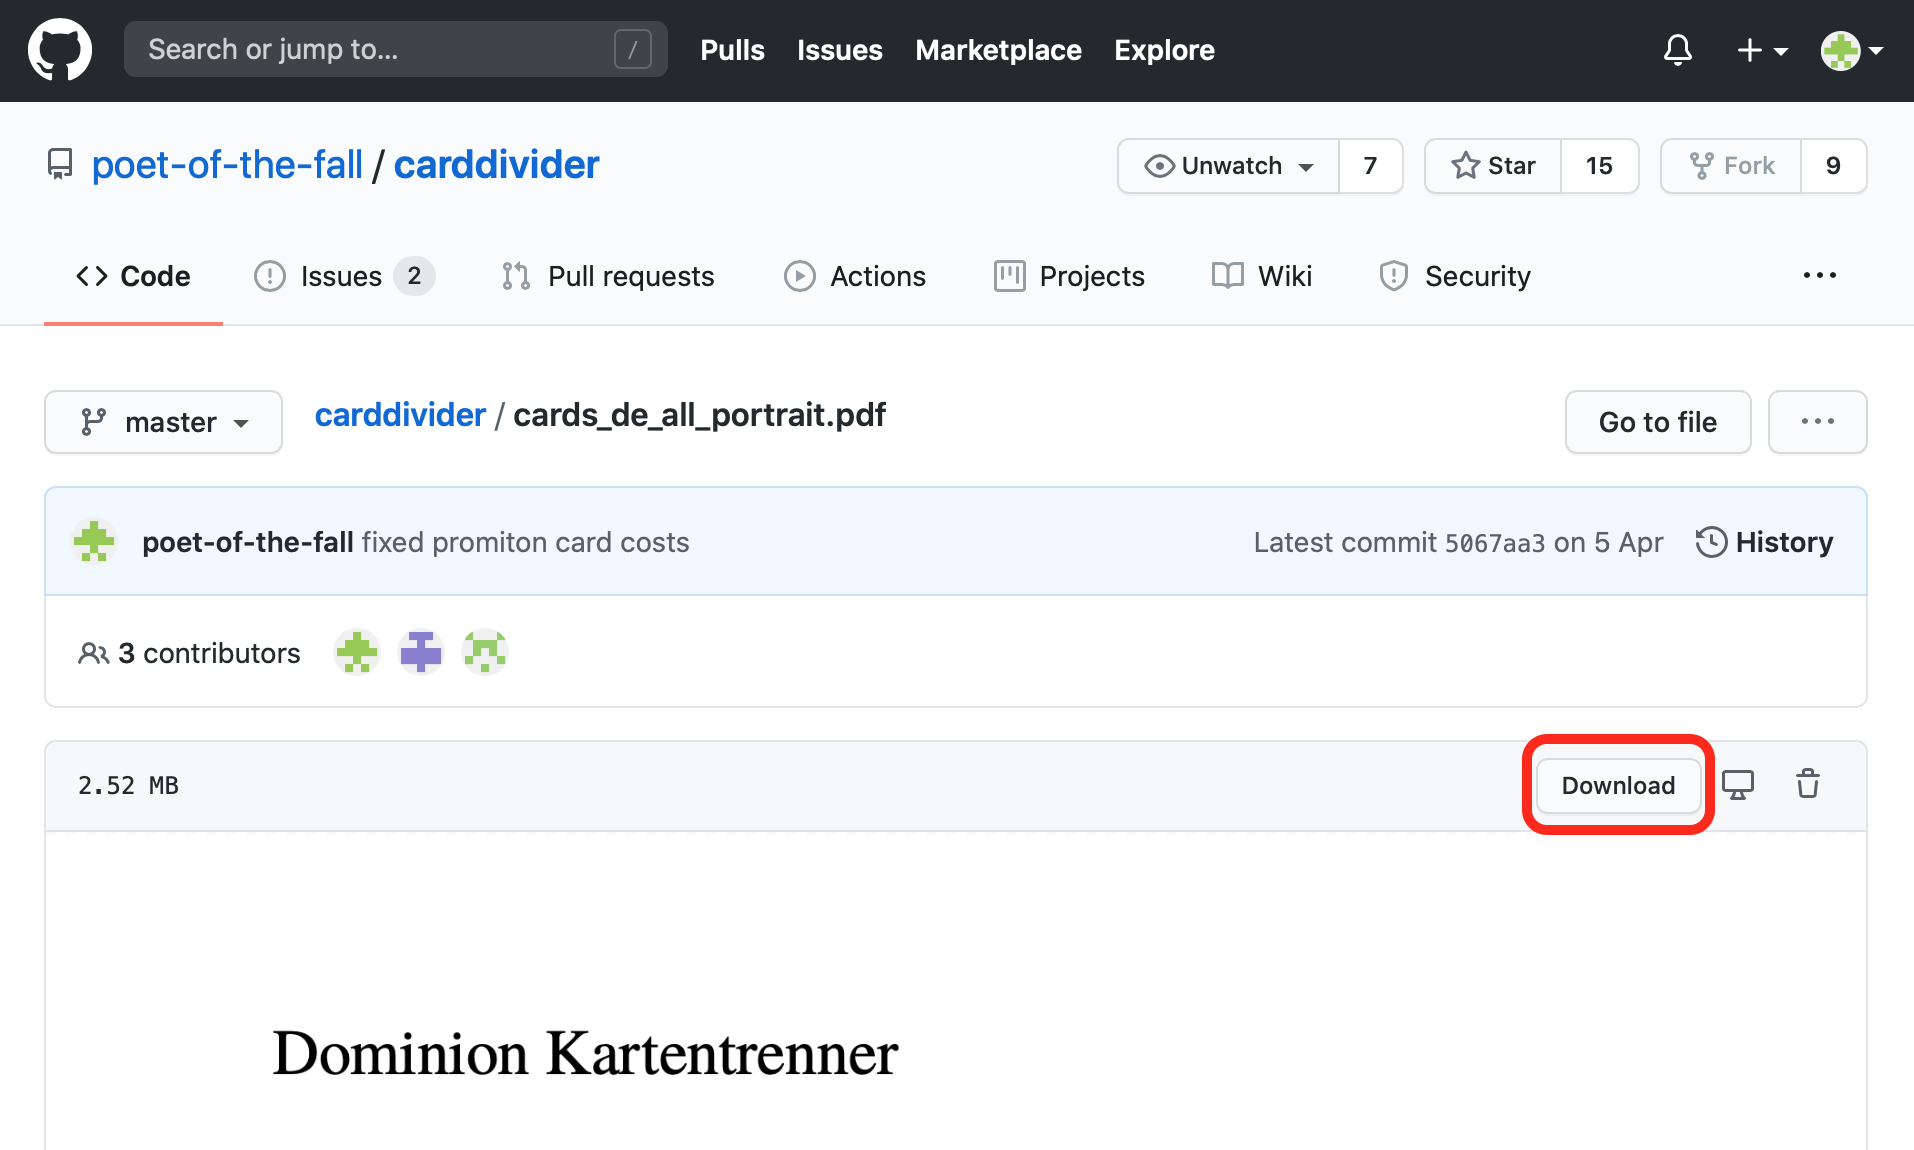 Search or jump to... /
Pulls Issues Marketplace Explore
poet-of-the-fall / carddivider
Unwatch 7 Star 15 Fork 9
Code Issues 2 Pull requests Actions Projects Wiki Security ...
master carddivider / cards_de_all_portrait.pdf Go to file ...
poet-of-the-fall fixed promiton card costs Latest commit 5067aa3 on 5 Apr History
3 contributors
2.52 MB Download
Dominion Kartentrenner